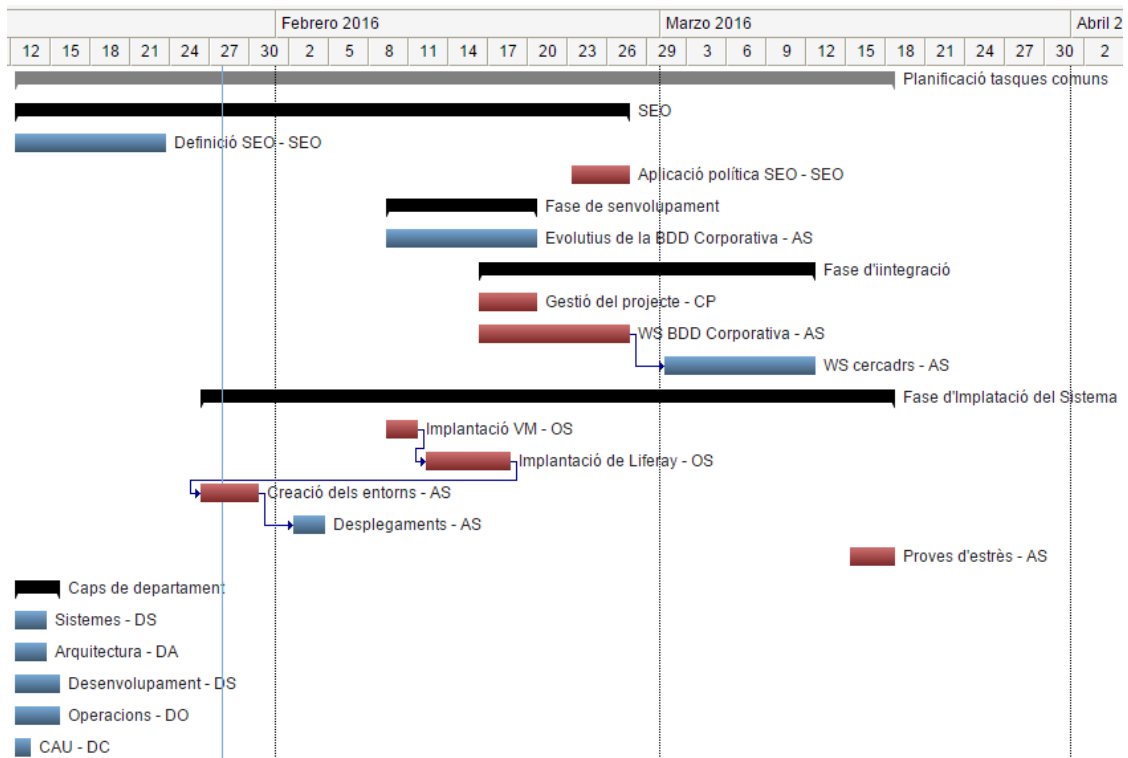 Febrero 2016 Marzo 2016 Abril 2
12 15 18 21 24 27 30 2 5 8 11 14 17 20 23 26 29 3 6 9 12 15 18 21 24 27 30 2
Planificació tasques comuns
SEO
Definició SEO - SEO
Aplicació política SEO - SEO
Fase de senvolupament
Evolutius de la BDD Corporativa - AS
Fase d'iintegració
Gestió del projecte - CP
WS BDD Corporativa - AS
WS cercadrs - AS
Fase d'Implatació del Sistema
Implantació VM - OS
Implantació de Liferay - OS
Creació dels entorns - AS
Desplegaments - AS
Proves d'estrès - AS
Caps de departament
Sistemes - DS
Arquitectura - DA
Desenvolupament - DS
Operacions - DO
CAU - DC